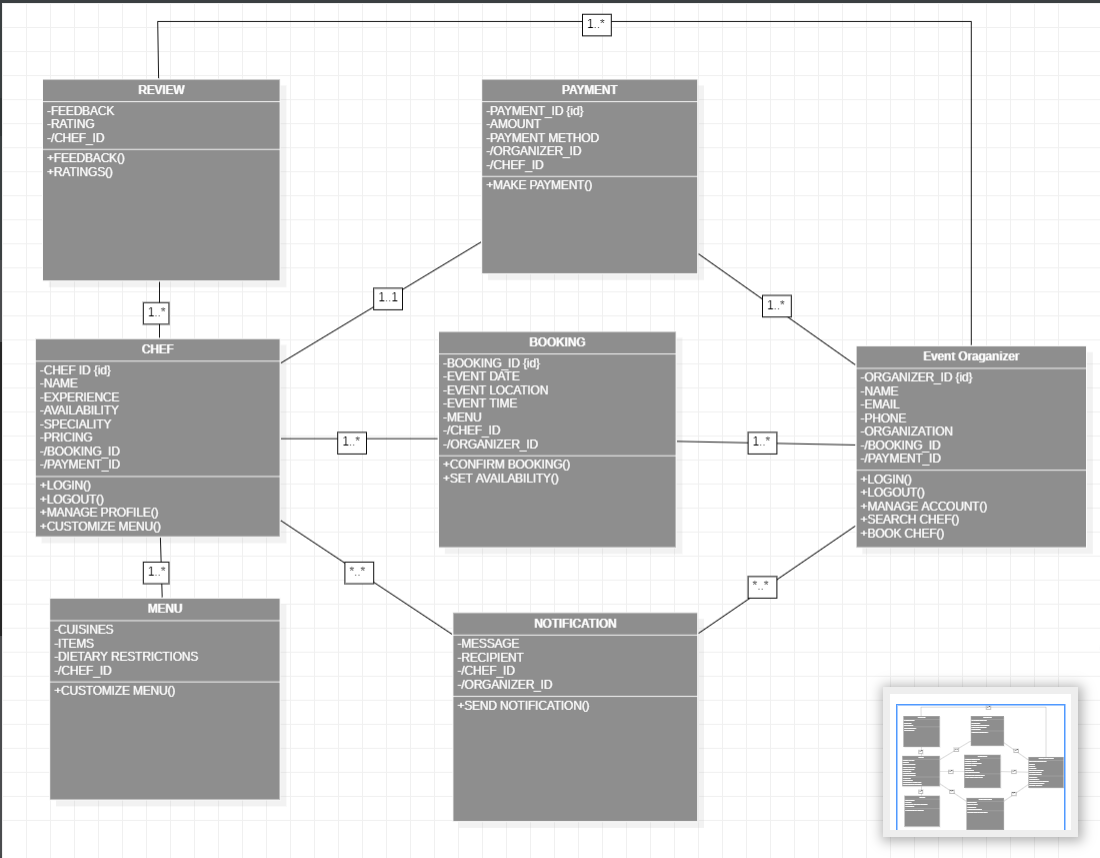 1..*
REVIEW
-FEEDBACK
-RATING
-/CHEF_ID
+FEEDBACK()
+RATINGS()
PAYMENT
-PAYMENT_ID {id}
-AMOUNT
-PAYMENT METHOD
-/ORGANIZER_ID
-/CHEF_ID
+MAKE PAYMENT()
1..1
1..*
1..*
CHEF
-CHEF ID {id}
-NAME
-EXPERIENCE
-AVAILABILITY
-SPECIALITY
-PRICING
-/BOOKING_ID
-/PAYMENT_ID
+LOGIN()
+LOGOUT()
+MANAGE PROFILE()
+CUSTOMIZE MENU()
1..*
BOOKING
-BOOKING_ID {id}
-EVENT DATE
-EVENT LOCATION
-EVENT TIME
-MENU
-/CHEF_ID
-/ORGANIZER_ID
+CONFIRM BOOKING()
+SET AVAILABILITY()
1..*
Event Oraganizer
-ORGANIZER_ID {id}
-NAME
-EMAIL
-PHONE
-ORGANIZATION
-/BOOKING_ID
-/PAYMENT_ID
+LOGIN()
+LOGOUT()
+MANAGE ACCOUNT()
+SEARCH CHEF()
+BOOK CHEF()
1..*
*..*
*..*
MENU
-CUISINES
-ITEMS
-DIETARY RESTRICTIONS
-/CHEF_ID
+CUSTOMIZE MENU()
NOTIFICATION
-MESSAGE
-RECIPIENT
-/CHEF_ID
-/ORGANIZER_ID
+SEND NOTIFICATION()